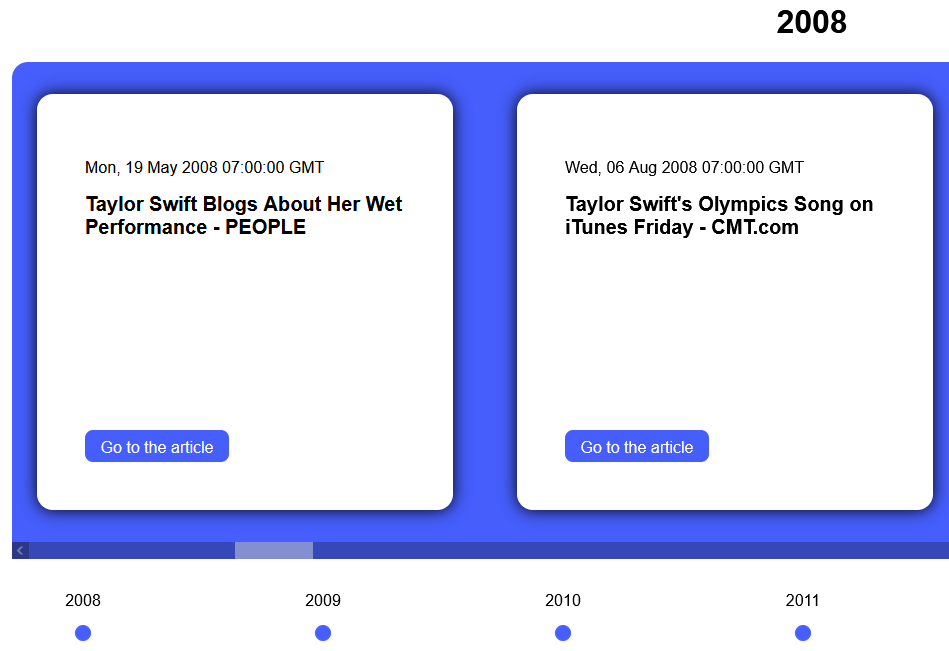 2008
Mon, 19 May 2008 07:00:00 GMT
Taylor Swift Blogs About Her Wet
Performance - PEOPLE
Go to the article
Wed, 06 Aug 2008 07:00:00 GMT
Taylor Swift's Olympics Song on
iTunes Friday - CMT.com
Go to the article
2008
2009
2010
2011